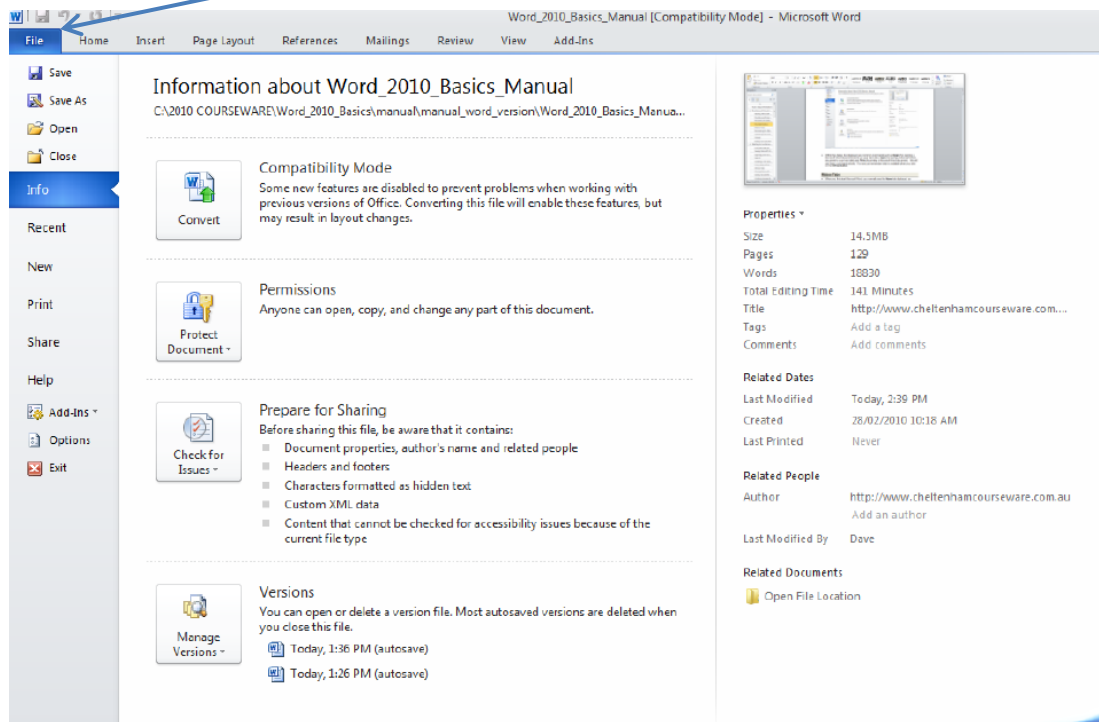 Word_2010_Basics_Manual [Compatibility Mode] - Microsoft Word
File Home Insert Page Layout References Mailings Review View Add-Ins
Save
Save As
Open
Close
Info
Recent
New
Print
Share
Help
Add-Ins
Options
Exit
Information about Word_2010_Basics_Manual
C:\2010 COURSEWARE\Word_2010_Basics\manual\manual_word_version\Word_2010_Basics_Manua...
Convert
Compatibility Mode
Some new features are disabled to prevent problems when working with
previous versions of Office. Converting this file will enable these features, but
may result in layout changes.
Protect
Document
Permissions
Anyone can open, copy, and change any part of this document.
Check for
Issues
Prepare for Sharing
Before sharing this file, be aware that it contains:
Document properties, author's name and related people
Headers and footers
Characters formatted as hidden text
Custom XML data
Content that cannot be checked for accessibility issues because of the
current file type
Manage
Versions
Versions
You can open or delete a version file. Most autosaved versions are deleted when
you close this file.
Today, 1:36 PM (autosave)
Today, 1:26 PM (autosave)
Properties
Size 14.5MB
Pages 129
Words 18830
Total Editing Time 141 Minutes
Title http://www.cheltenhamcourseware.com....
Tags Add a tag
Comments Add comments
Related Dates
Last Modified Today, 2:39 PM
Created 28/02/2010 10:18 AM
Last Printed Never
Related People
Author http://www.cheltenhamcourseware.com.au
Add an author
Last Modified By Dave
Related Documents
Open File Location